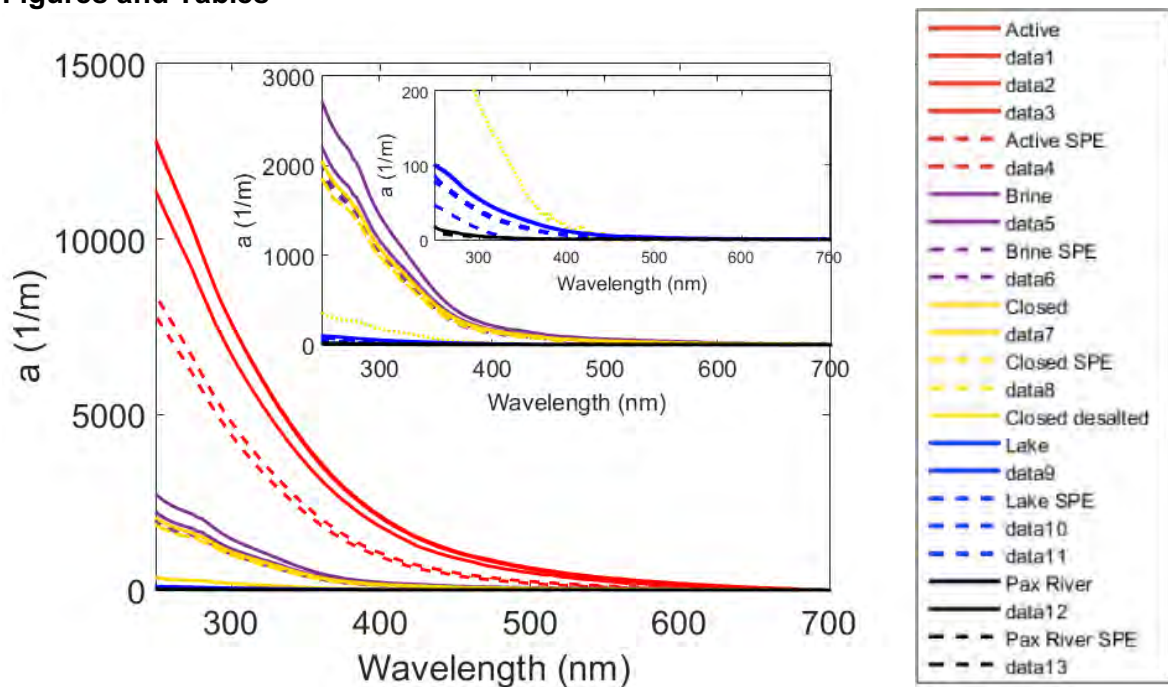 Figures and Tables
15000
10000
5000
0
a (1/m)
300
400
500
600
700
Wavelength (nm)
3000
2000
1000
0
a (1/m)
300
400
500
600
700
Wavelength (nm)
200
100
0
a (1/m)
300
400
500
600
700
Wavelength (nm)
Active
data1
data2
data3
Active SPE
data4
Brine
data5
Brine SPE
data6
Closed
data7
Closed SPE
data8
Closed desalted
Lake
data9
Lake SPE
data10
data11
Pax River
data12
Pax River SPE
data13